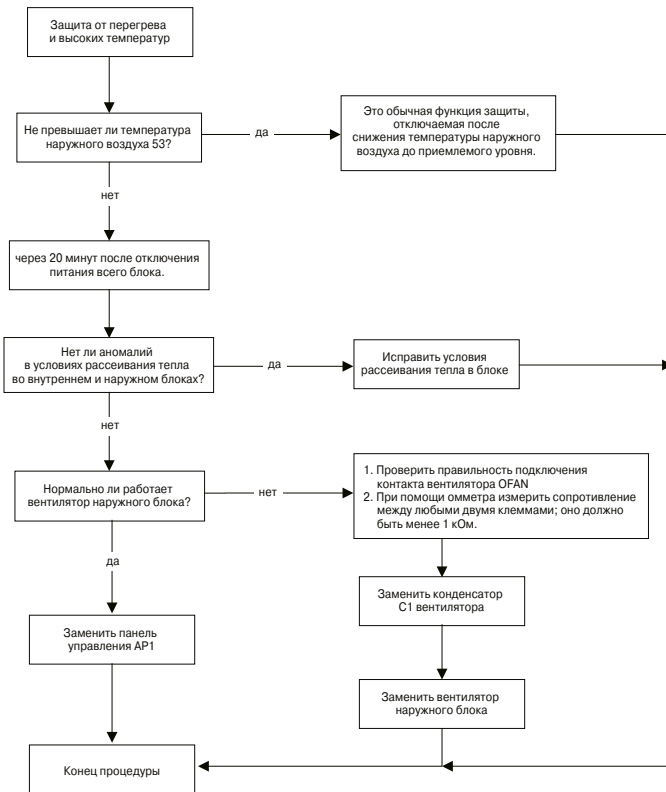 Защита от перегрева
и высоких температур
Не превышает ли температура
наружного воздуха 53?
да
Это обычная функция защиты,
отключаемая после
снижения температуры наружного
воздуха до приемлемого уровня.
нет
через 20 минут после отключения
питания всего блока.
Нет ли аномалий
в условиях рассеивания тепла
во внутреннем и наружном блоках?
да
Исправить условия
рассеивания тепла в блоке
нет
Нормально ли работает
вентилятор наружного блока?
нет
1. Проверить правильность подключения
контакта вентилятора OFAN
2. При помощи омметра измерить сопротивление
между любыми двумя клеммами; оно должно
быть менее 1 кОм.
да
Заменить конденсатор
C1 вентилятора
Заменить панель
управления AP1
Заменить вентилятор
наружного блока
Конец процедуры